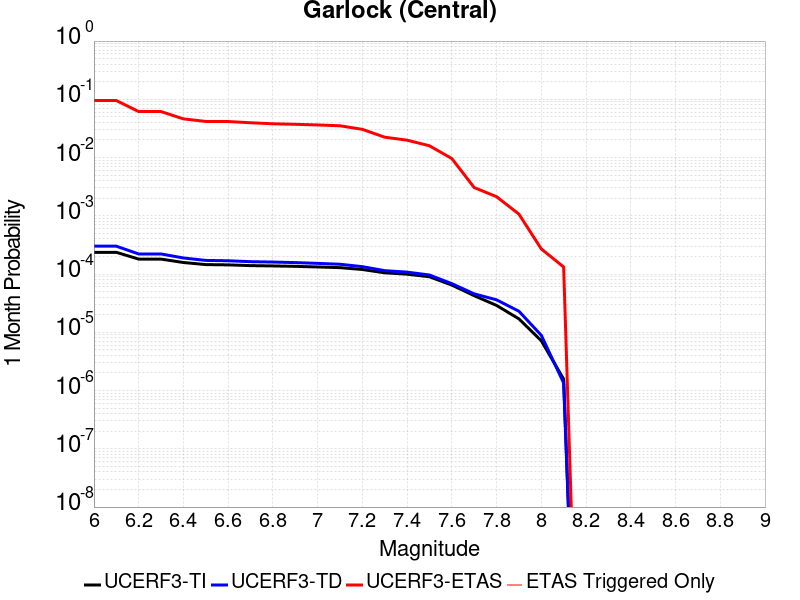 Garlock (Central)
10^0
10^-1
10^-2
10^-3
10^-4
10^-5
10^-6
10^-7
10^-8
1 Month Probability
6 6.2 6.4 6.6 6.8 7 7.2 7.4 7.6 7.8 8 8.2 8.4 8.6 8.8 9
Magnitude
UCERF3-TI UCERF3-TD UCERF3-ETAS ETAS Triggered Only